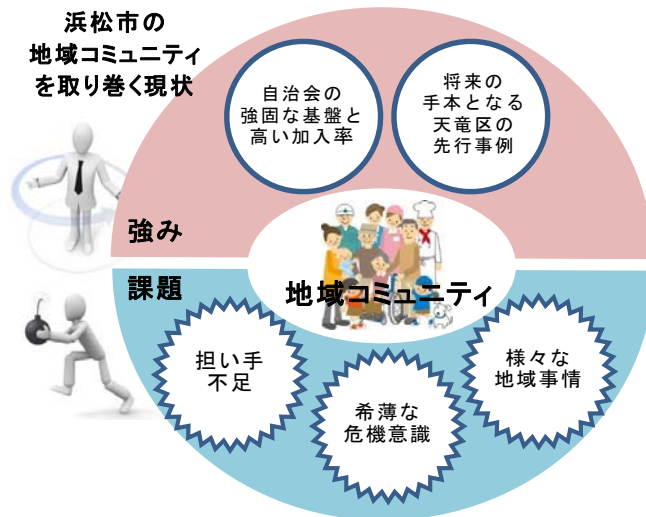 浜松市の
地域コミュニティ
を取り巻く現状
自治会の
強固な基盤と
高い加入率
将来の
手本となる
天竜区の
先行事例
強み
地域コミュニティ
課題
担い手
不足
希薄な
危機意識
様々な
地域事情